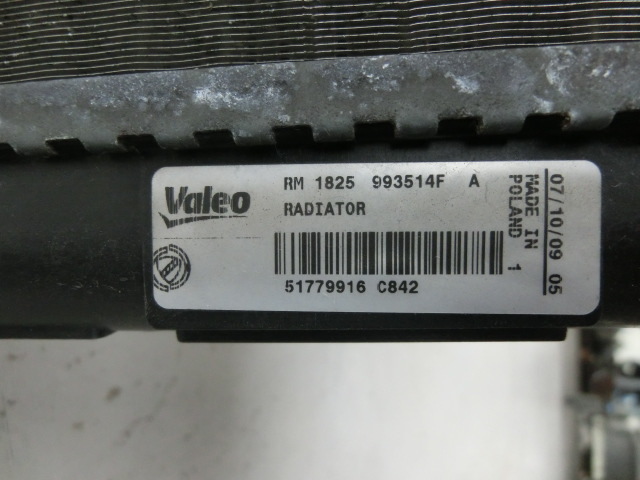 Valeo
RM 1825 993514F A
RADIATOR
51779916 C842
MADE IN
POLAND
1
07/10/09 05